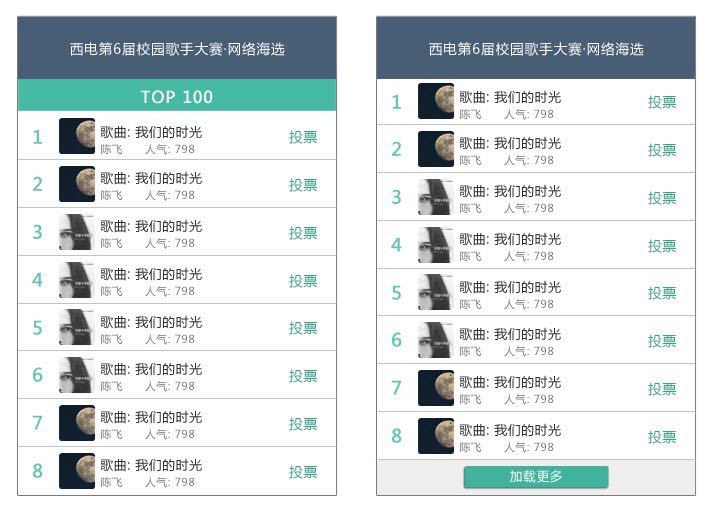 西电第6届校园歌手大赛·网络海选
TOP 100
1
歌曲: 我们的时光
陈飞 人气: 798
投票
2
歌曲: 我们的时光
陈飞 人气: 798
投票
3
歌曲: 我们的时光
陈飞 人气: 798
投票
4
歌曲: 我们的时光
陈飞 人气: 798
投票
5
歌曲: 我们的时光
陈飞 人气: 798
投票
6
歌曲: 我们的时光
陈飞 人气: 798
投票
7
歌曲: 我们的时光
陈飞 人气: 798
投票
8
歌曲: 我们的时光
陈飞 人气: 798
投票
西电第6届校园歌手大赛·网络海选
1
歌曲: 我们的时光
陈飞 人气: 798
投票
2
歌曲: 我们的时光
陈飞 人气: 798
投票
3
歌曲: 我们的时光
陈飞 人气: 798
投票
4
歌曲: 我们的时光
陈飞 人气: 798
投票
5
歌曲: 我们的时光
陈飞 人气: 798
投票
6
歌曲: 我们的时光
陈飞 人气: 798
投票
7
歌曲: 我们的时光
陈飞 人气: 798
投票
8
歌曲: 我们的时光
陈飞 人气: 798
投票
加载更多